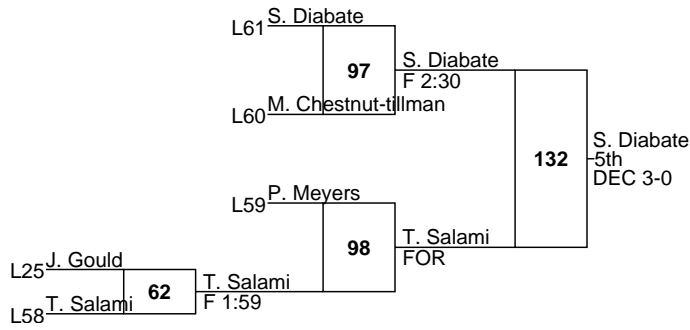 S. Diabate
L61
97
S. Diabate
F 2:30
M. Chestnut-tillman
L60
S. Diabate
132
5th
DEC 3-0
P. Meyers
L59
98
T. Salami
FOR
J. Gould
L25
62
T. Salami
F 1:59
T. Salami
L58